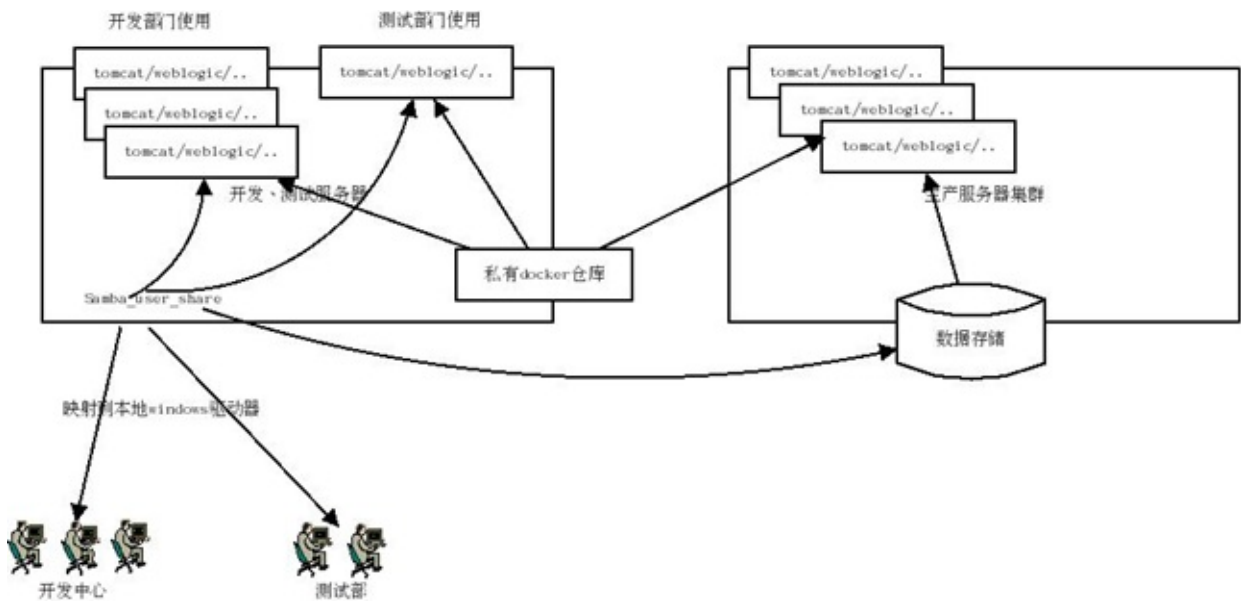 开发部门使用
测试部门使用
tomcat/weblogic/..
tomcat/weblogic/..
tomcat/weblogic/..
tomcat/weblogic/..
tomcat/weblogic/..
tomcat/weblogic/..
tomcat/weblogic/..
开发、测试服务器
生产服务器集群
私有docker仓库
Samba_user_share
数据存储
映射到本地windows驱动器
开发中心
测试部